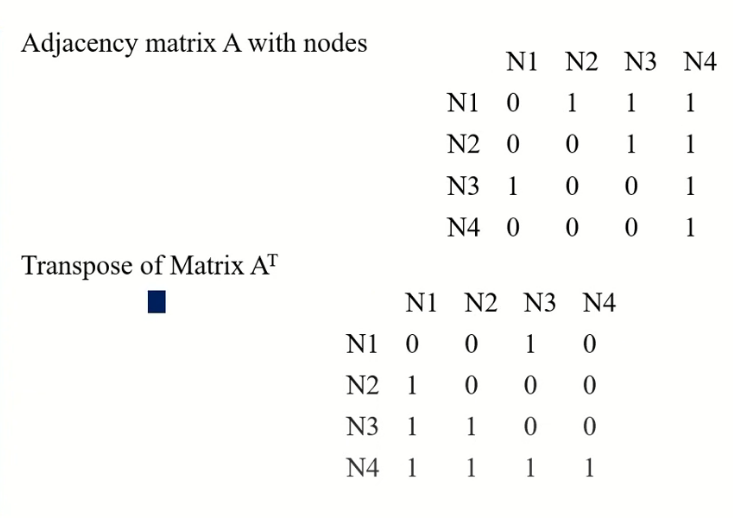 Adjacency matrix A with nodes
N1 N2 N3 N4
N1 0 1 1 1
N2 0 0 1 1
N3 1 0 0 1
N4 0 0 0 1
Transpose of Matrix Aᵀ
N1 N2 N3 N4
N1 0 0 1 0
N2 1 0 0 0
N3 1 1 0 0
N4 1 1 1 1